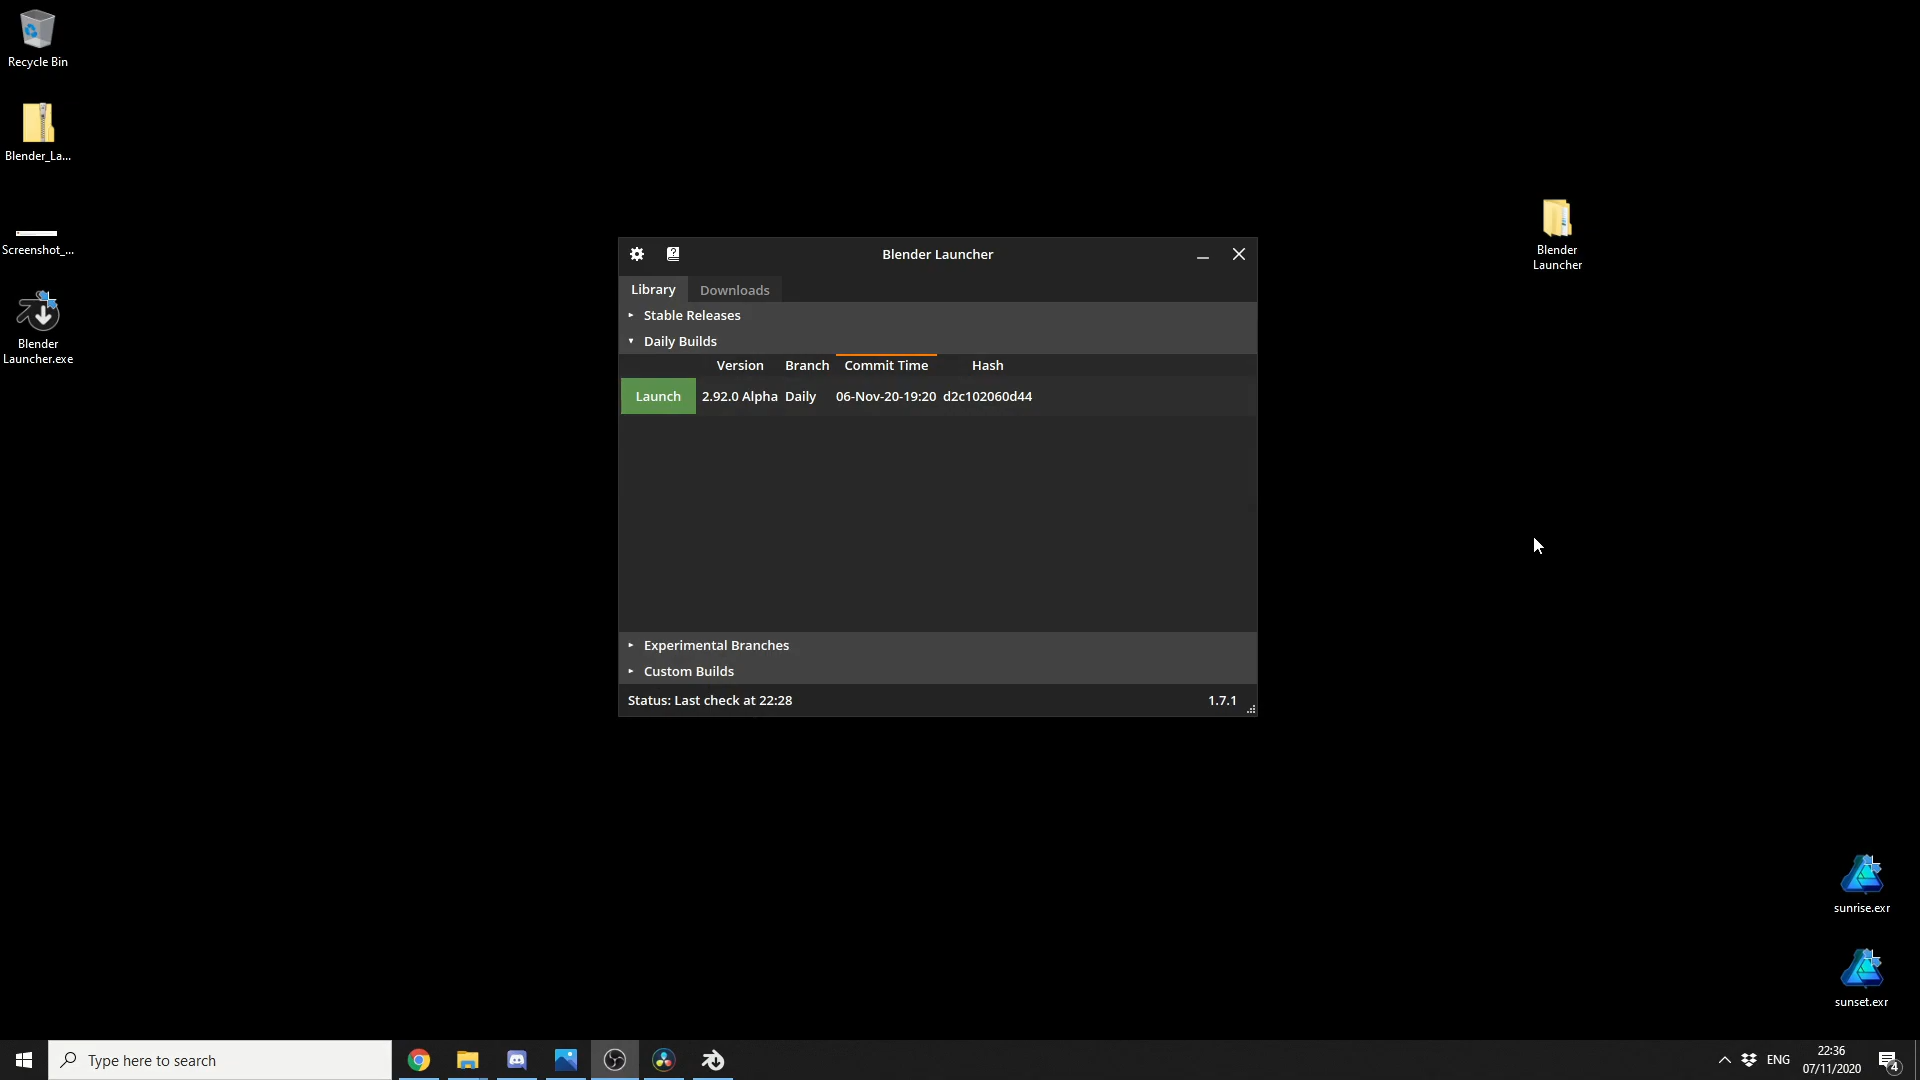 Recycle Bin
Blender_La...
Screenshot_...
Blender
Launcher.exe
Blender Launcher
Library
Downloads
Stable Releases
Daily Builds
Version Branch Commit Time Hash
Launch 2.92.0 Alpha Daily 06-Nov-20-19:20 d2c102060d44
Experimental Branches
Custom Builds
Status: Last check at 22:28
1.7.1
Blender
Launcher
sunrise.exr
sunset.exr
Type here to search
ENG
22:36
07/11/2020
4